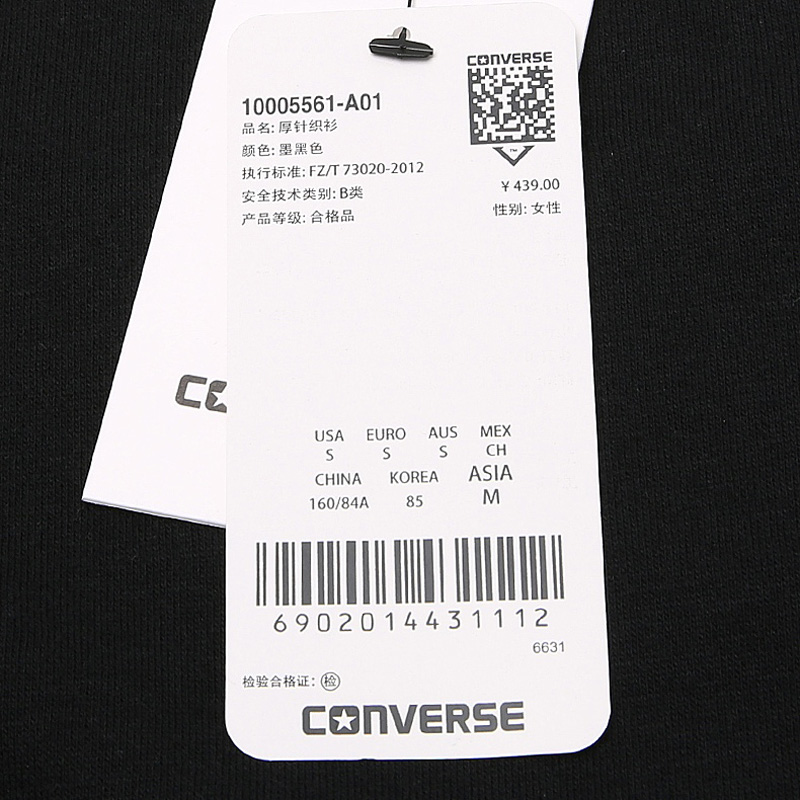 CONVERSE
10005561-A01
品名: 厚针织衫
颜色: 墨黑色
执行标准: FZ/T 73020-2012
安全技术类别: B类
产品等级: 合格品
TM
¥ 439.00
性别: 女性
USA EURO AUS MEX
S S S CH
CHINA KOREA ASIA
160/84A 85 M
6902014431112
6631
检验合格证: 检
CONVERSE